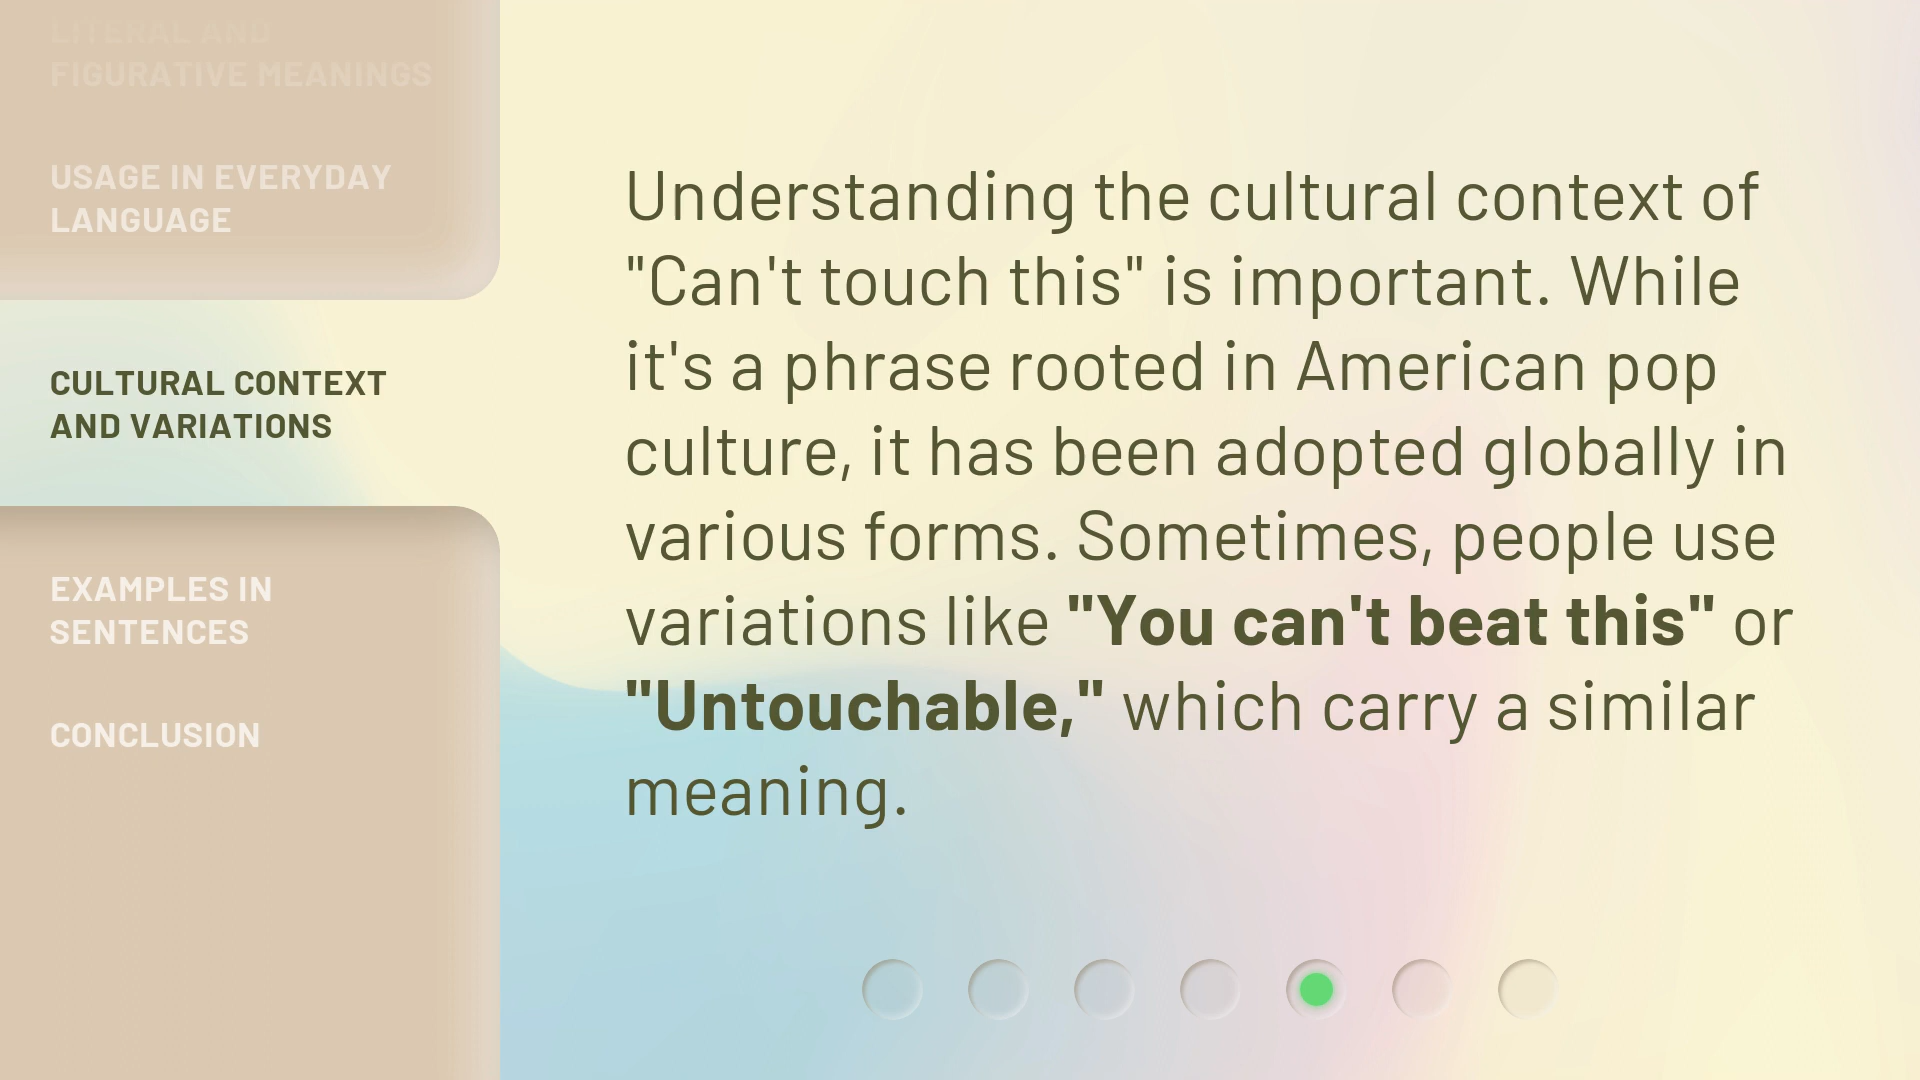 LITERAL AND
FIGURATIVE MEANINGS
USAGE IN EVERYDAY
LANGUAGE
CULTURAL CONTEXT
AND VARIATIONS
EXAMPLES IN
SENTENCES
CONCLUSION
Understanding the cultural context of
"Can't touch this" is important. While
it's a phrase rooted in American pop
culture, it has been adopted globally in
various forms. Sometimes, people use
variations like "You can't beat this" or
"Untouchable," which carry a similar
meaning.